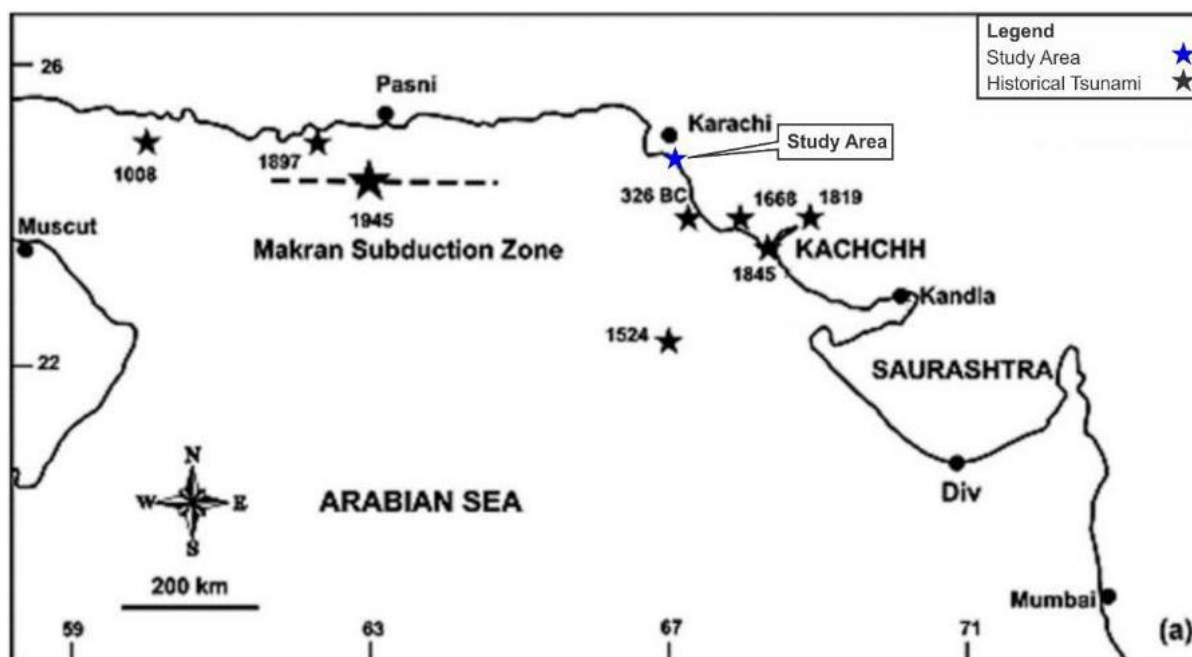 Legend
Study Area
Historical Tsunami
26
Pasni
Karachi
Study Area
1008
1897
1945
326 BC
1668
1819
Muscut
Makran Subduction Zone
KACHCHH
1845
Kandla
1524
22
SAURASHTRA
N
W
E
S
ARABIAN SEA
Div
200 km
Mumbai
(a)
59
63
67
71